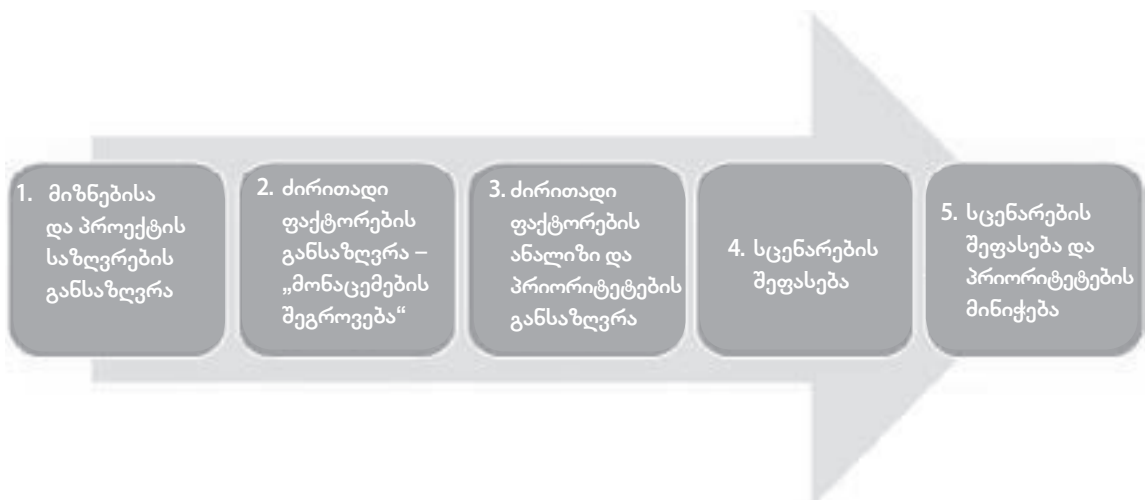 1. მიზნებისა
და პროექტის
საზღვრების
განსაზღვრა
2. ძირითადი
ფაქტორების
განსაზღვრა –
„მონაცემების
შეგროვება“
3. ძირითადი
ფაქტორების
ანალიზი და
პრიორიტეტების
განსაზღვრა
4. სცენარების
შეფასება
5. სცენარების
შეფასება და
პრიორიტეტების
მინიჭება